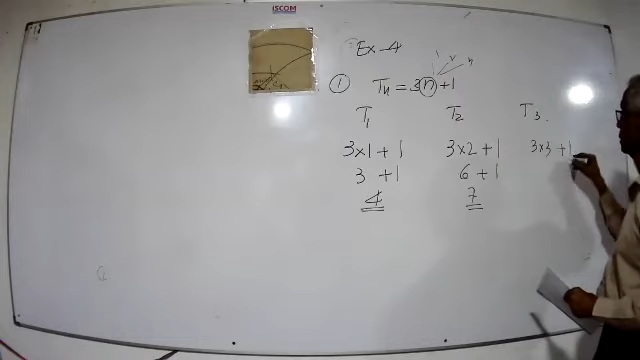 ISCOM
Ex-4
① Tn = 3n+1
T1 T2 T3
3×1+1 3×2+1 3×3+1
3 +1 6 +1
4 7